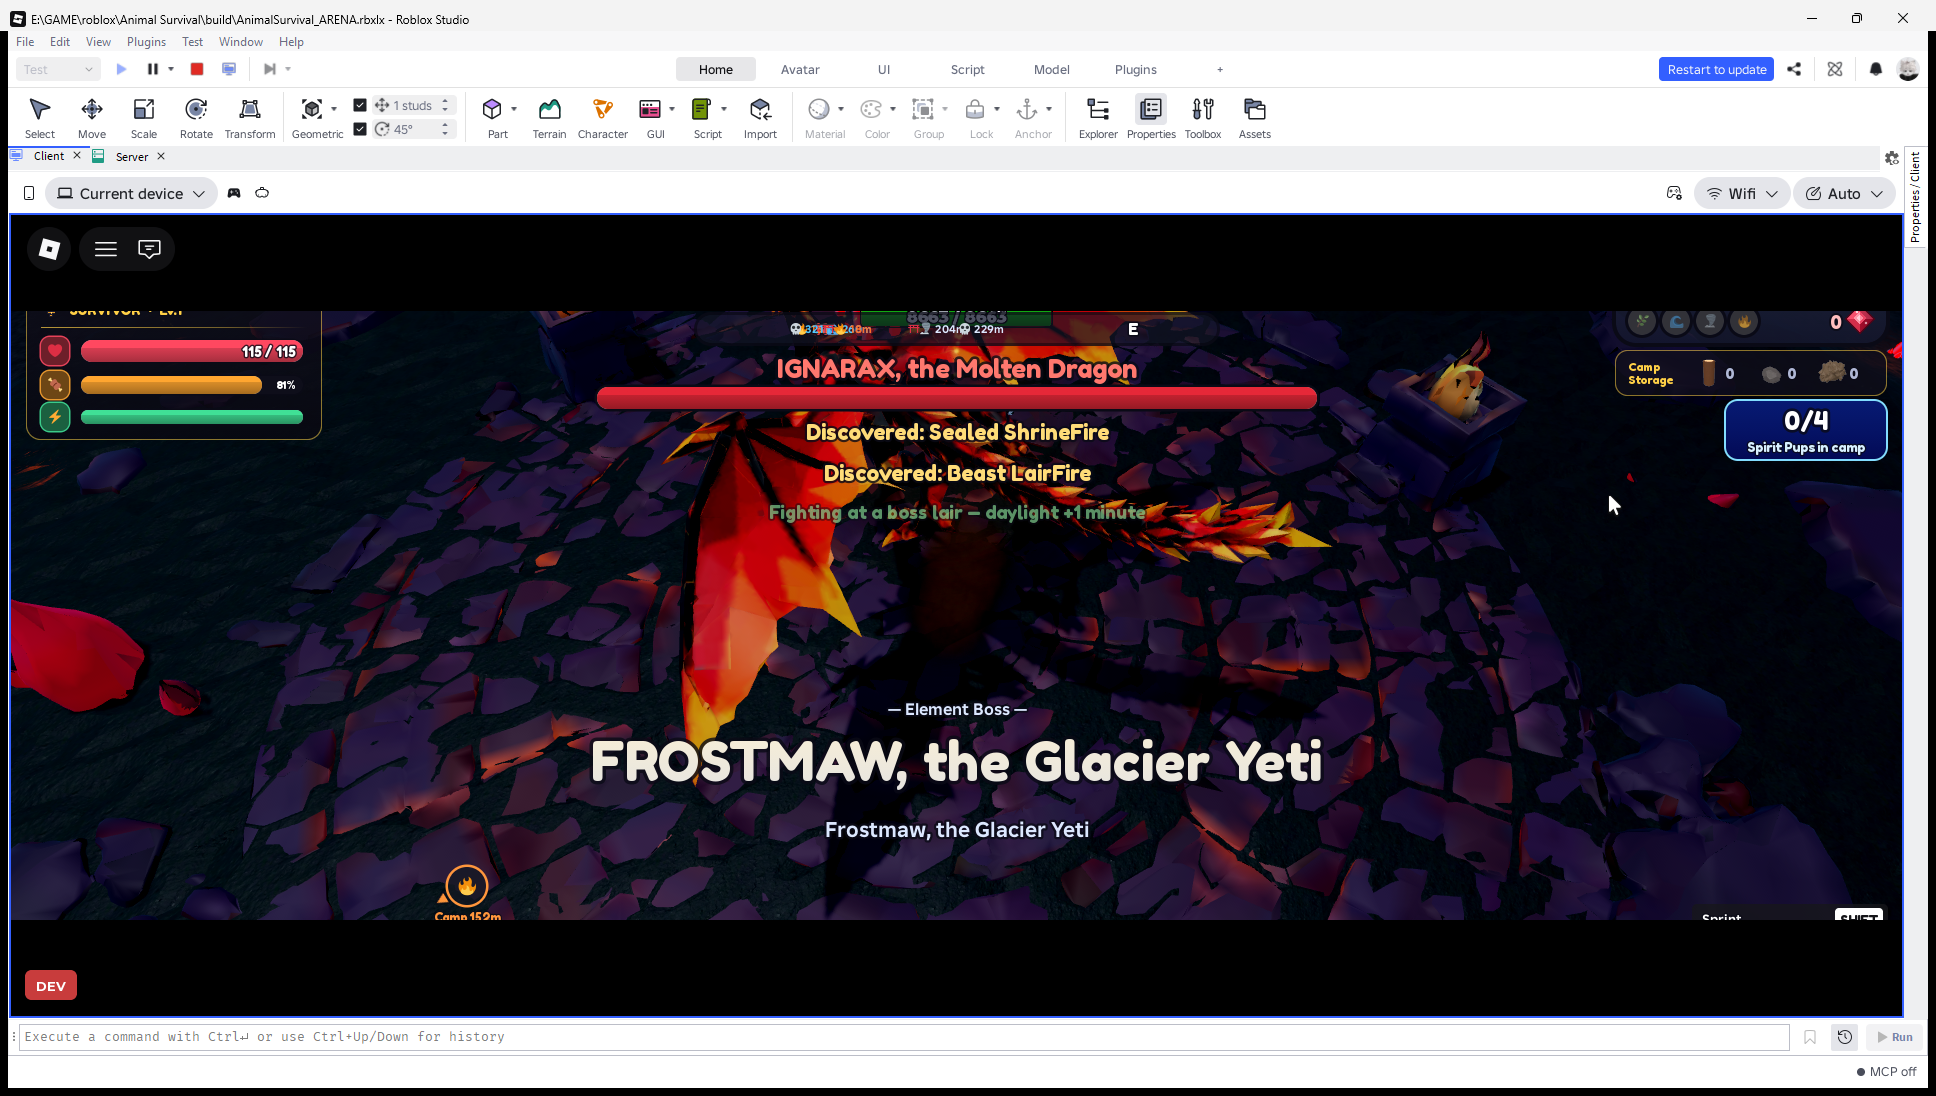 E:\GAME\roblox\Animal Survival\build\AnimalSurvival_ARENA.rbxlx - Roblox Studio
File Edit View Plugins Test Window Help
Test
Home Avatar UI Script Model Plugins +
Restart to update
1 studs
45°
Select Move Scale Rotate Transform Geometric Part Terrain Character GUI Script Import Material Color Group Lock Anchor Explorer Properties Toolbox Assets
Client Server
Properties / Client
Current device
Wifi Auto
SURVIVOR · Lv.1
8663 / 8663
204m 229m E
0
115 / 115
IGNARAX, the Molten Dragon
Camp Storage 0 0 0
81%
0/4
Spirit Pups in camp
Discovered: Sealed ShrineFire
Discovered: Beast LairFire
Fighting at a boss lair — daylight +1 minute
— Element Boss —
FROSTMAW, the Glacier Yeti
Frostmaw, the Glacier Yeti
Camp 152m
Sprint SHIFT
DEV
Execute a command with Ctrl↵ or use Ctrl+Up/Down for history
Run
MCP off